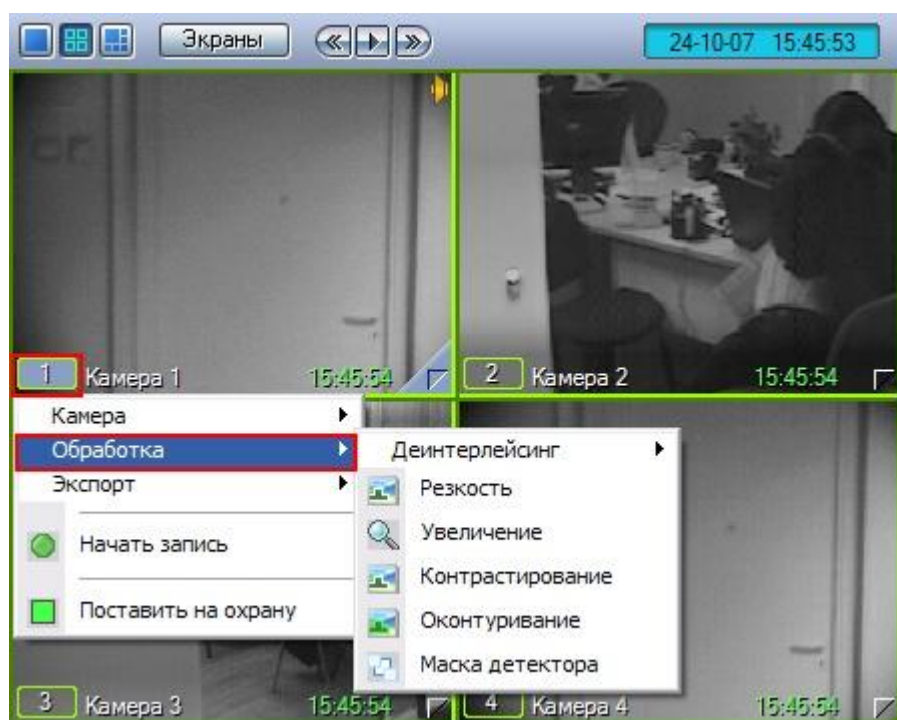 Экраны
24-10-07 15:45:53
1 Камера 1 15:45:54
2 Камера 2 15:45:54
Камера
Обработка
Экспорт
Начать запись
Поставить на охрану
Деинтерлейсинг
Резкость
Увеличение
Контрастирование
Оконтуривание
Маска детектора
3 Камера 3 15:45:54
4 Камера 4 15:45:54